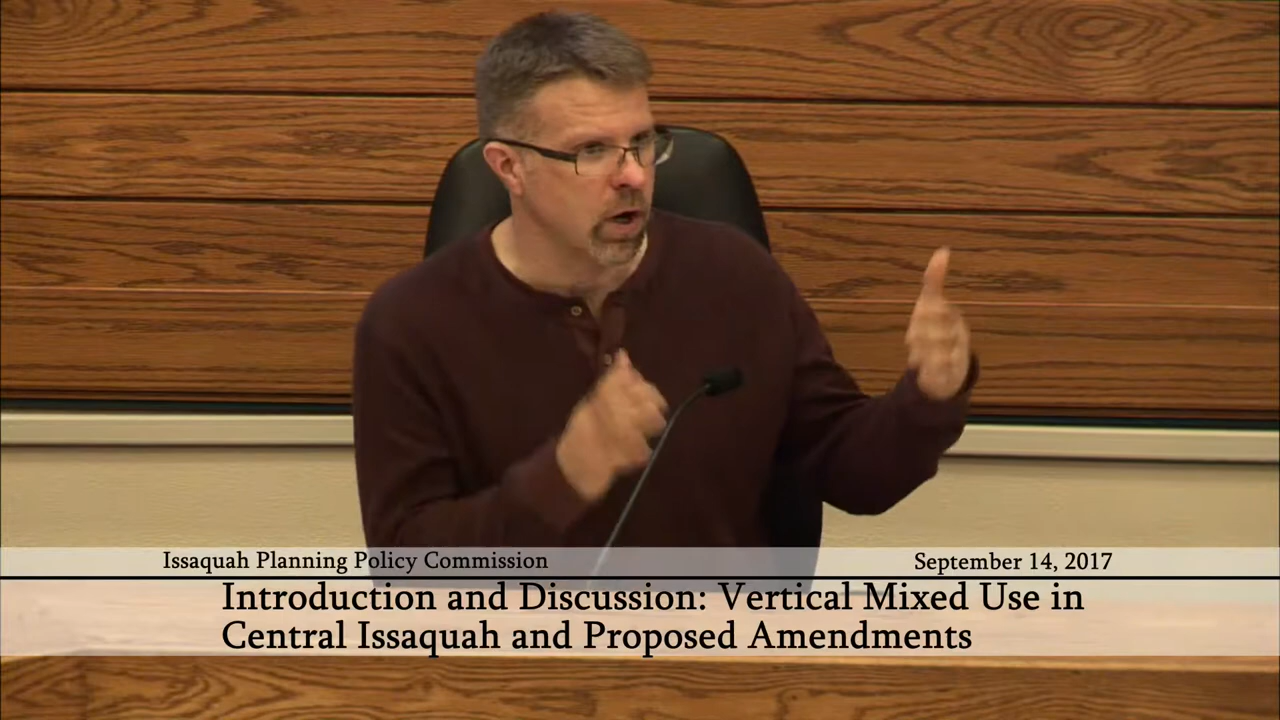 Issaquah Planning Policy Commission
September 14, 2017
Introduction and Discussion: Vertical Mixed Use in
Central Issaquah and Proposed Amendments